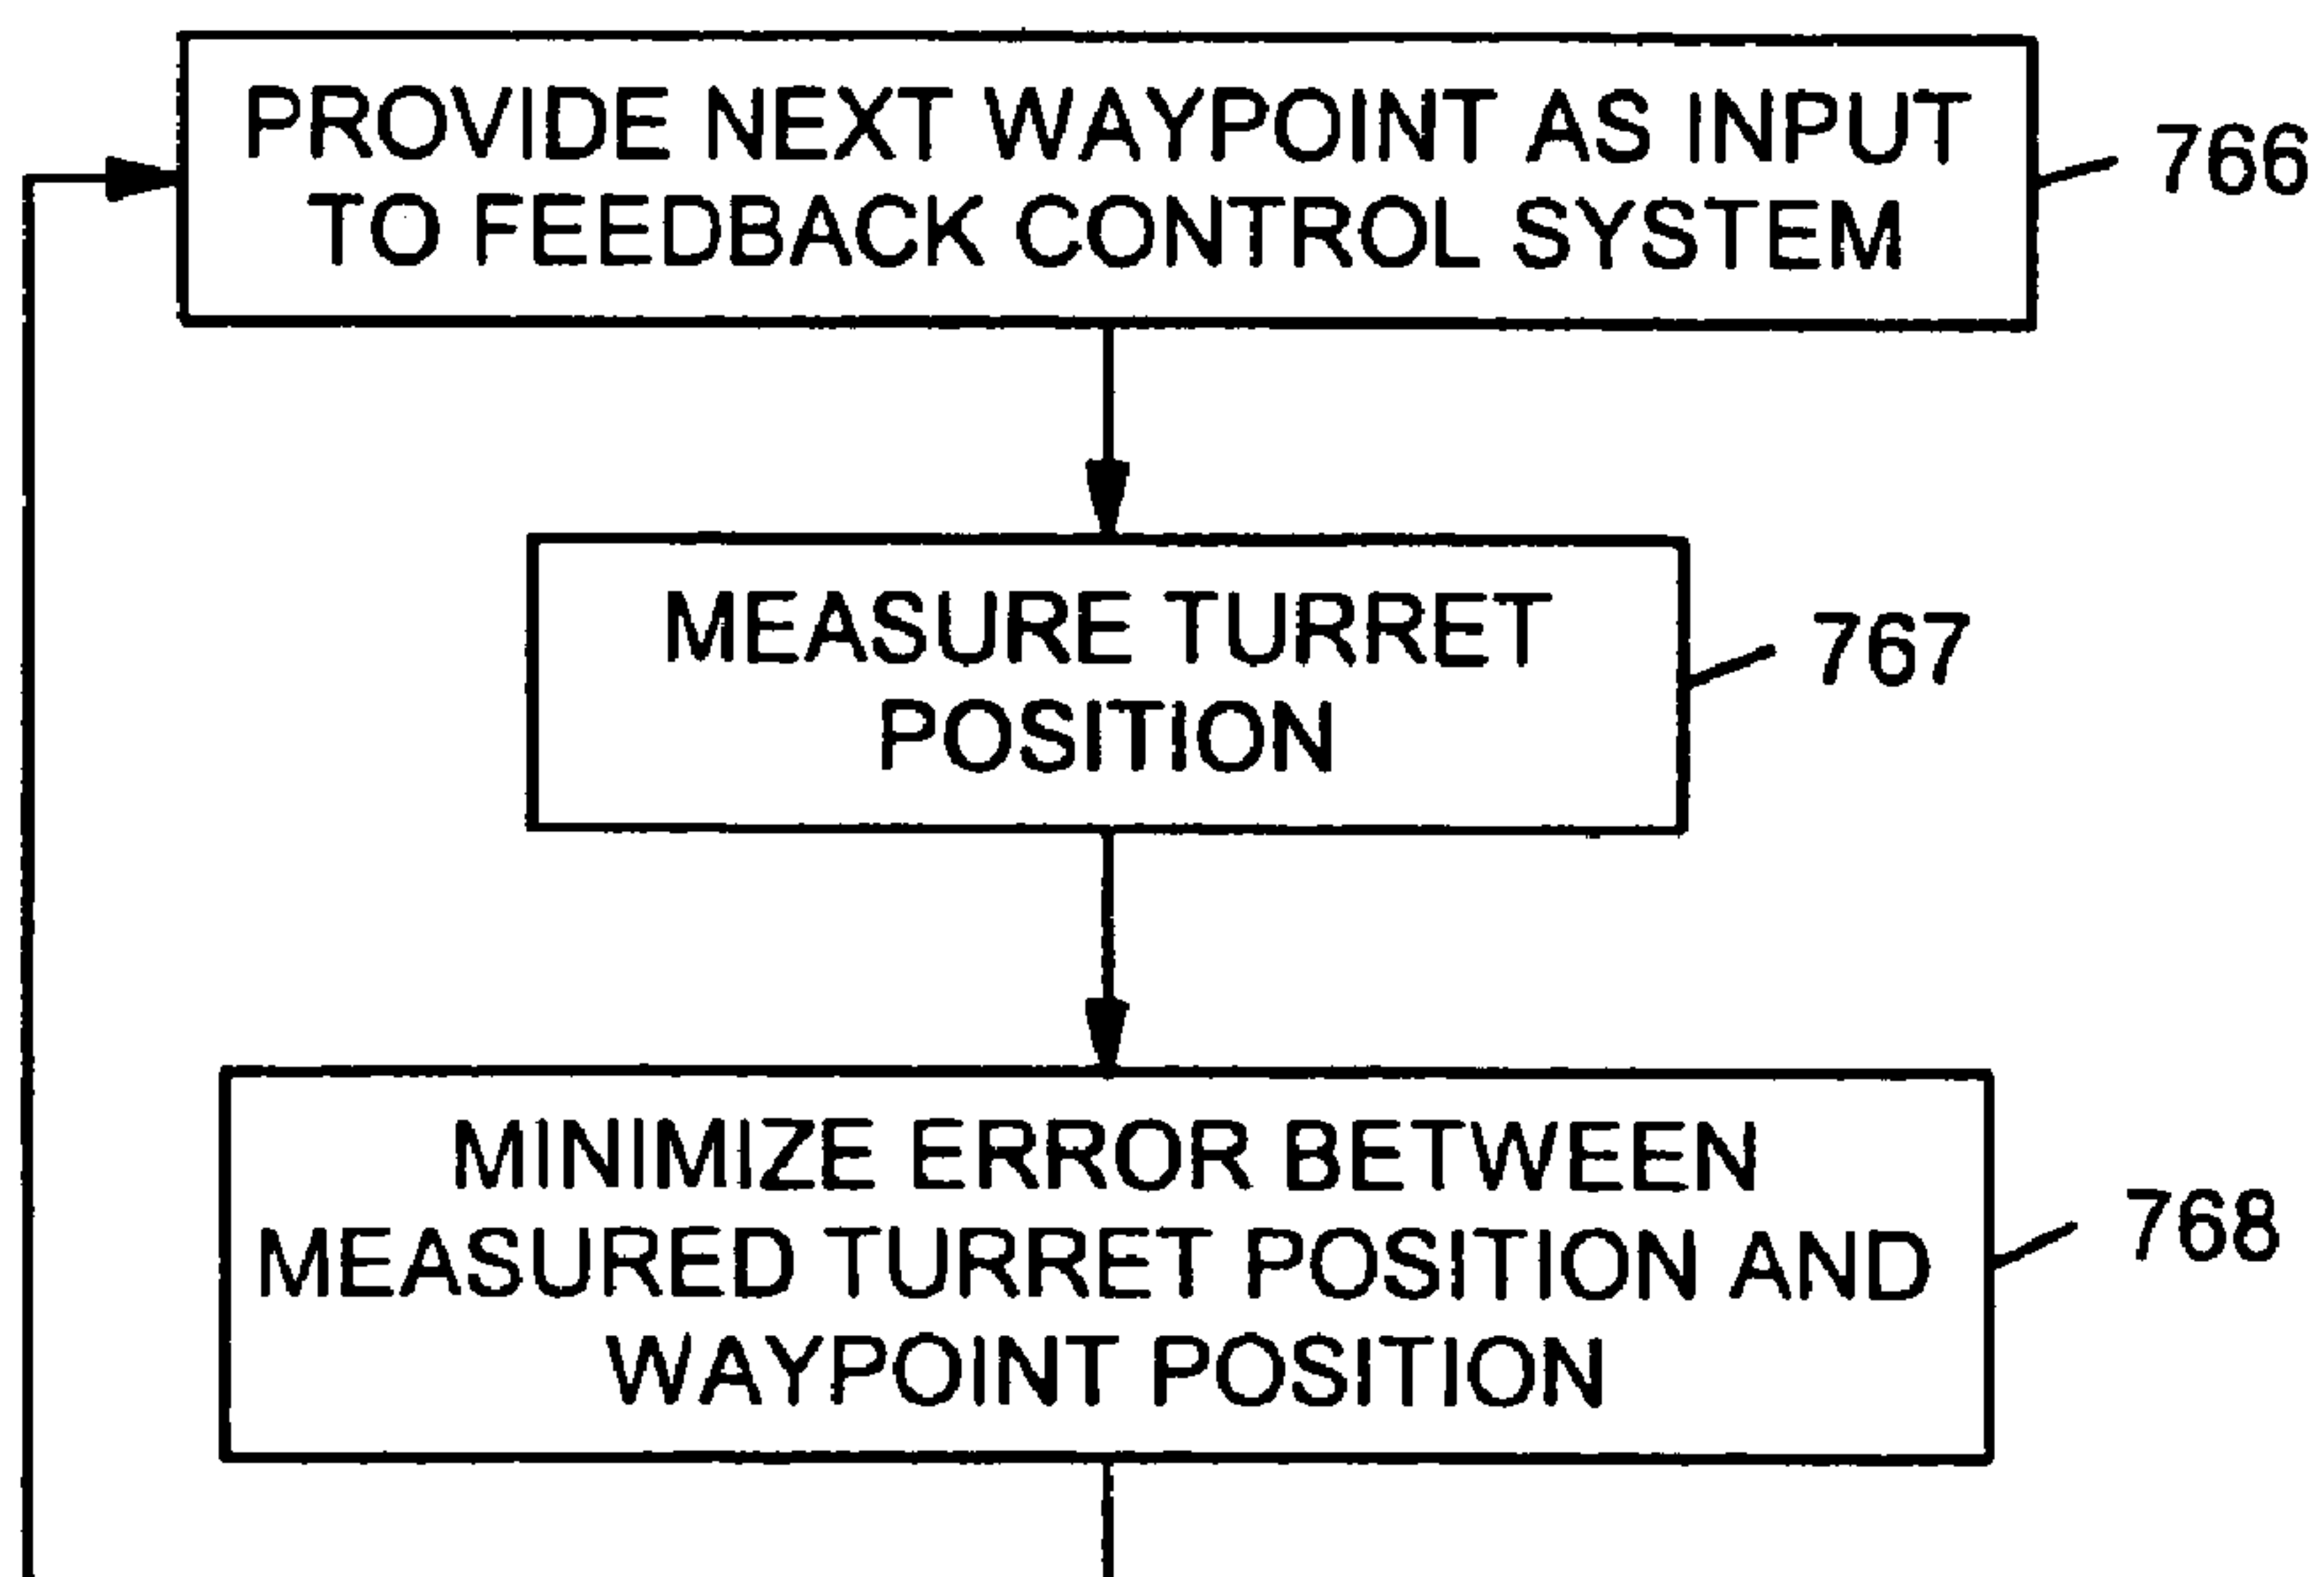 PROVIDE NEXT WAYPOINT AS INPUT
TO FEEDBACK CONTROL SYSTEM
766
MEASURE TURRET
POSITION
767
MINIMIZE ERROR BETWEEN
MEASURED TURRET POSITION AND
WAYPOINT POSITION
768